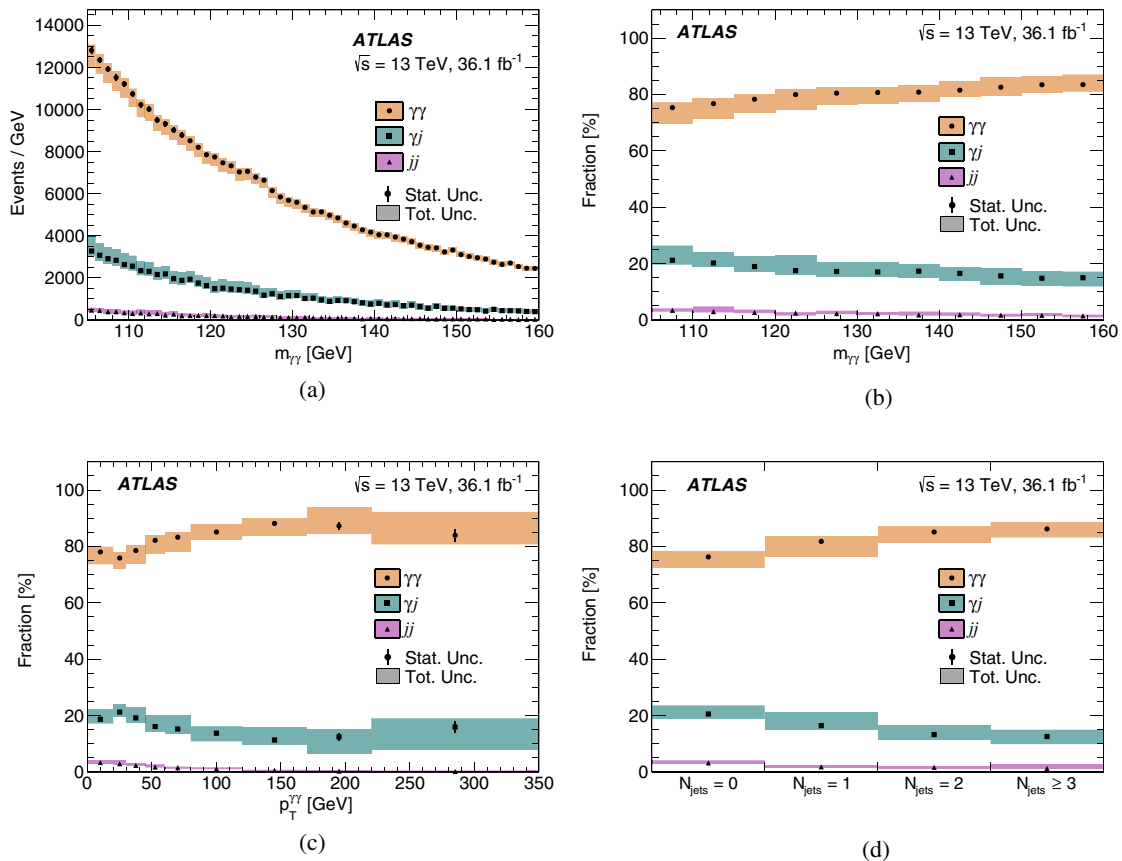 ATLAS
√s = 13 TeV, 36.1 fb⁻¹
Events / GeV
14000
12000
10000
8000
6000
4000
2000
0
γγ
γj
jj
Stat. Unc.
Tot. Unc.
110 120 130 140 150 160
m_γγ [GeV]
(a)
ATLAS
√s = 13 TeV, 36.1 fb⁻¹
Fraction [%]
100
80
60
40
20
0
γγ
γj
jj
Stat. Unc.
Tot. Unc.
110 120 130 140 150 160
m_γγ [GeV]
(b)
ATLAS
√s = 13 TeV, 36.1 fb⁻¹
Fraction [%]
100
80
60
40
20
0
γγ
γj
jj
Stat. Unc.
Tot. Unc.
0 50 100 150 200 250 300 350
p_T^γγ [GeV]
(c)
ATLAS
√s = 13 TeV, 36.1 fb⁻¹
Fraction [%]
100
80
60
40
20
0
γγ
γj
jj
Stat. Unc.
Tot. Unc.
N_jets = 0 N_jets = 1 N_jets = 2 N_jets ≥ 3
(d)